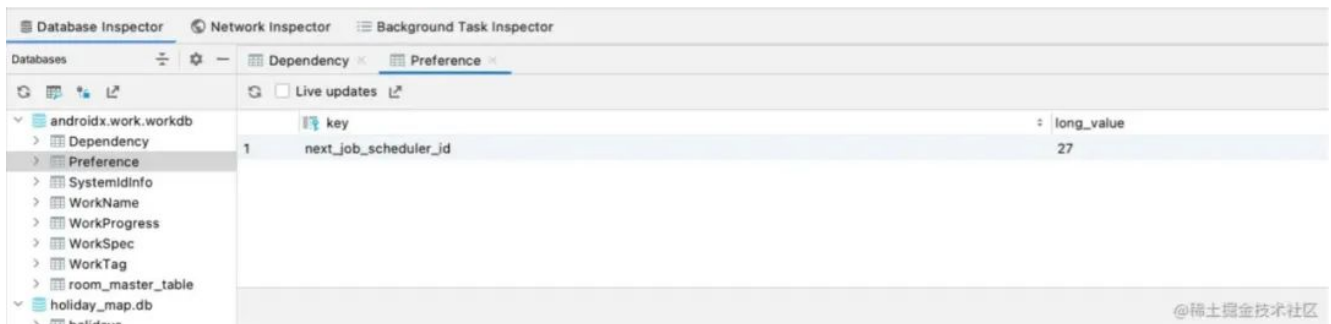 Database Inspector Network Inspector Background Task Inspector
Databases Dependency Preference
Live updates
androidx.work.workdb key long_value
Dependency
1 next_job_scheduler_id 27
Preference
SystemIdInfo
WorkName
WorkProgress
WorkSpec
WorkTag
room_master_table
holiday_map.db
holidays
@稀土掘金技术社区